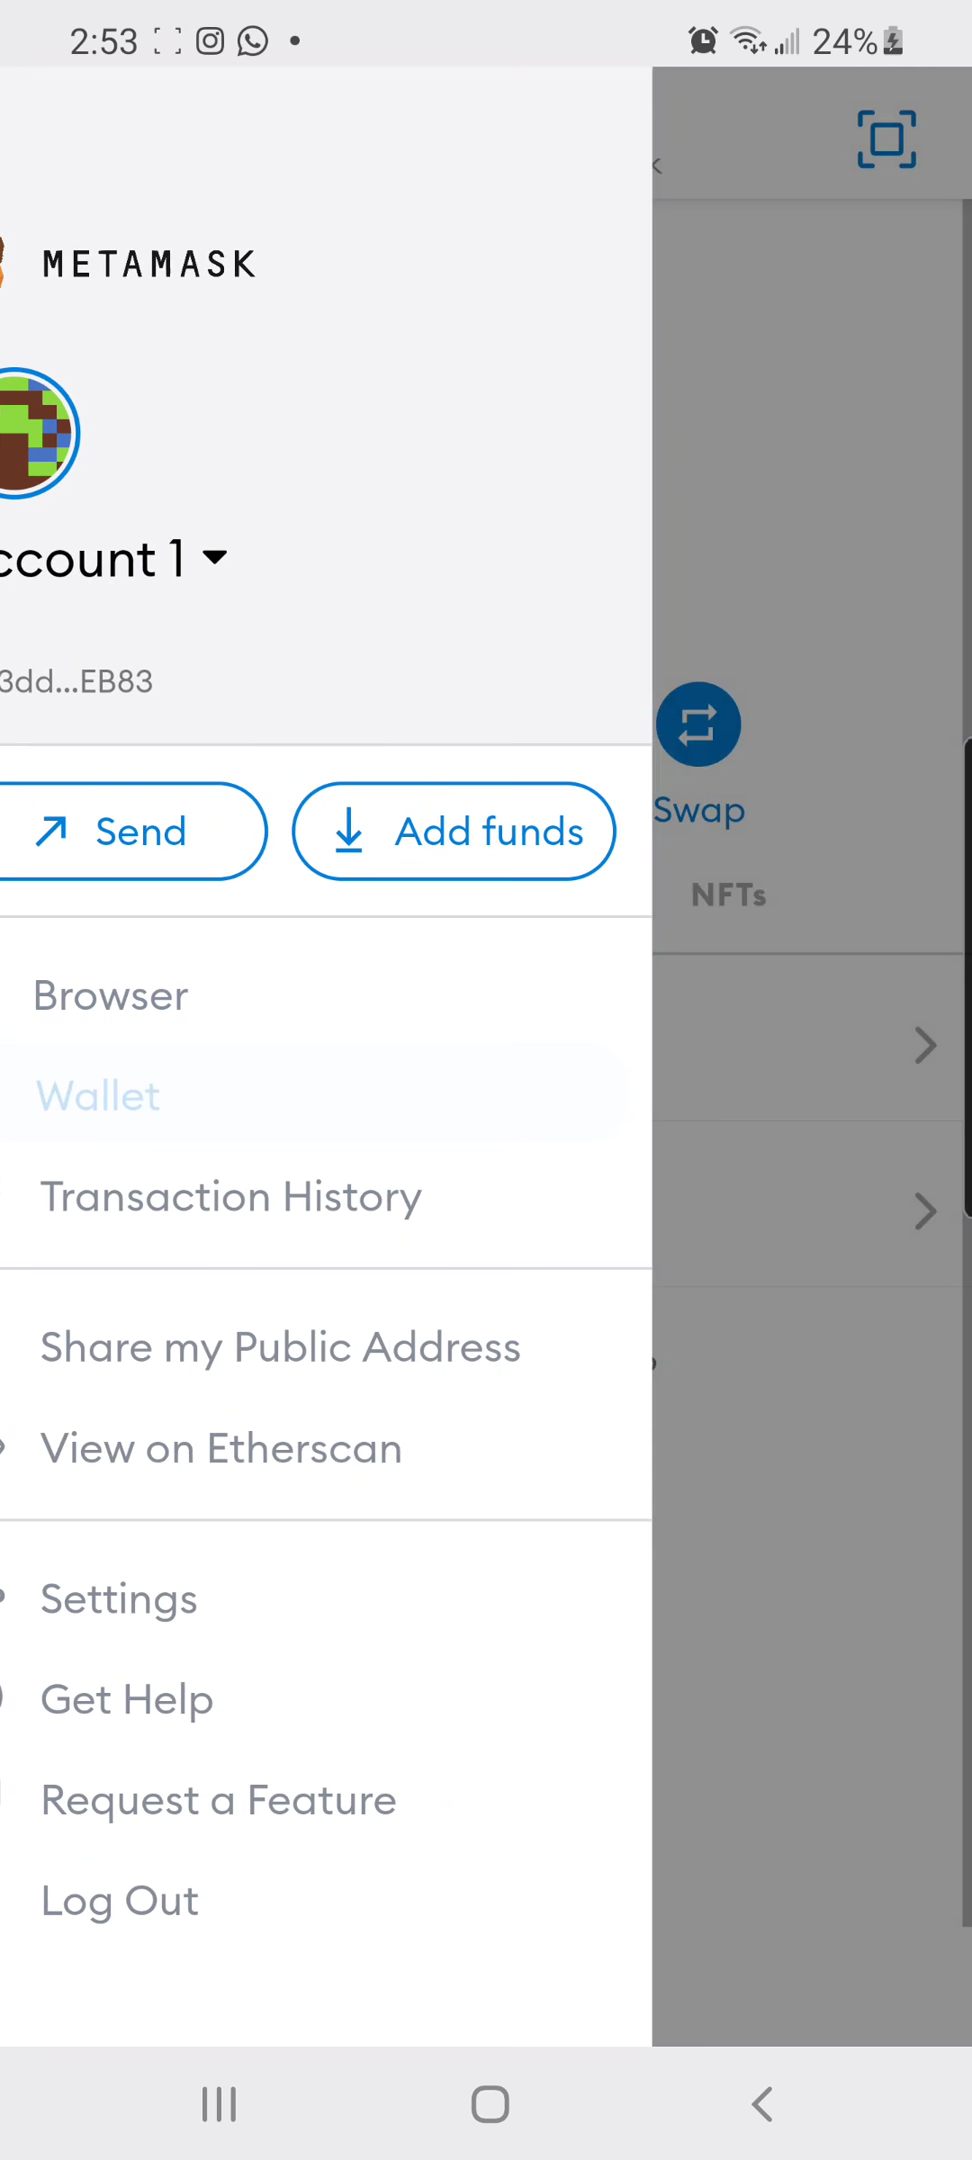 2:53 24%
METAMASK
ccount 1
3dd...EB83
Send Add funds
Swap
NFTs
Browser
Wallet
Transaction History
Share my Public Address
View on Etherscan
Settings
Get Help
Request a Feature
Log Out